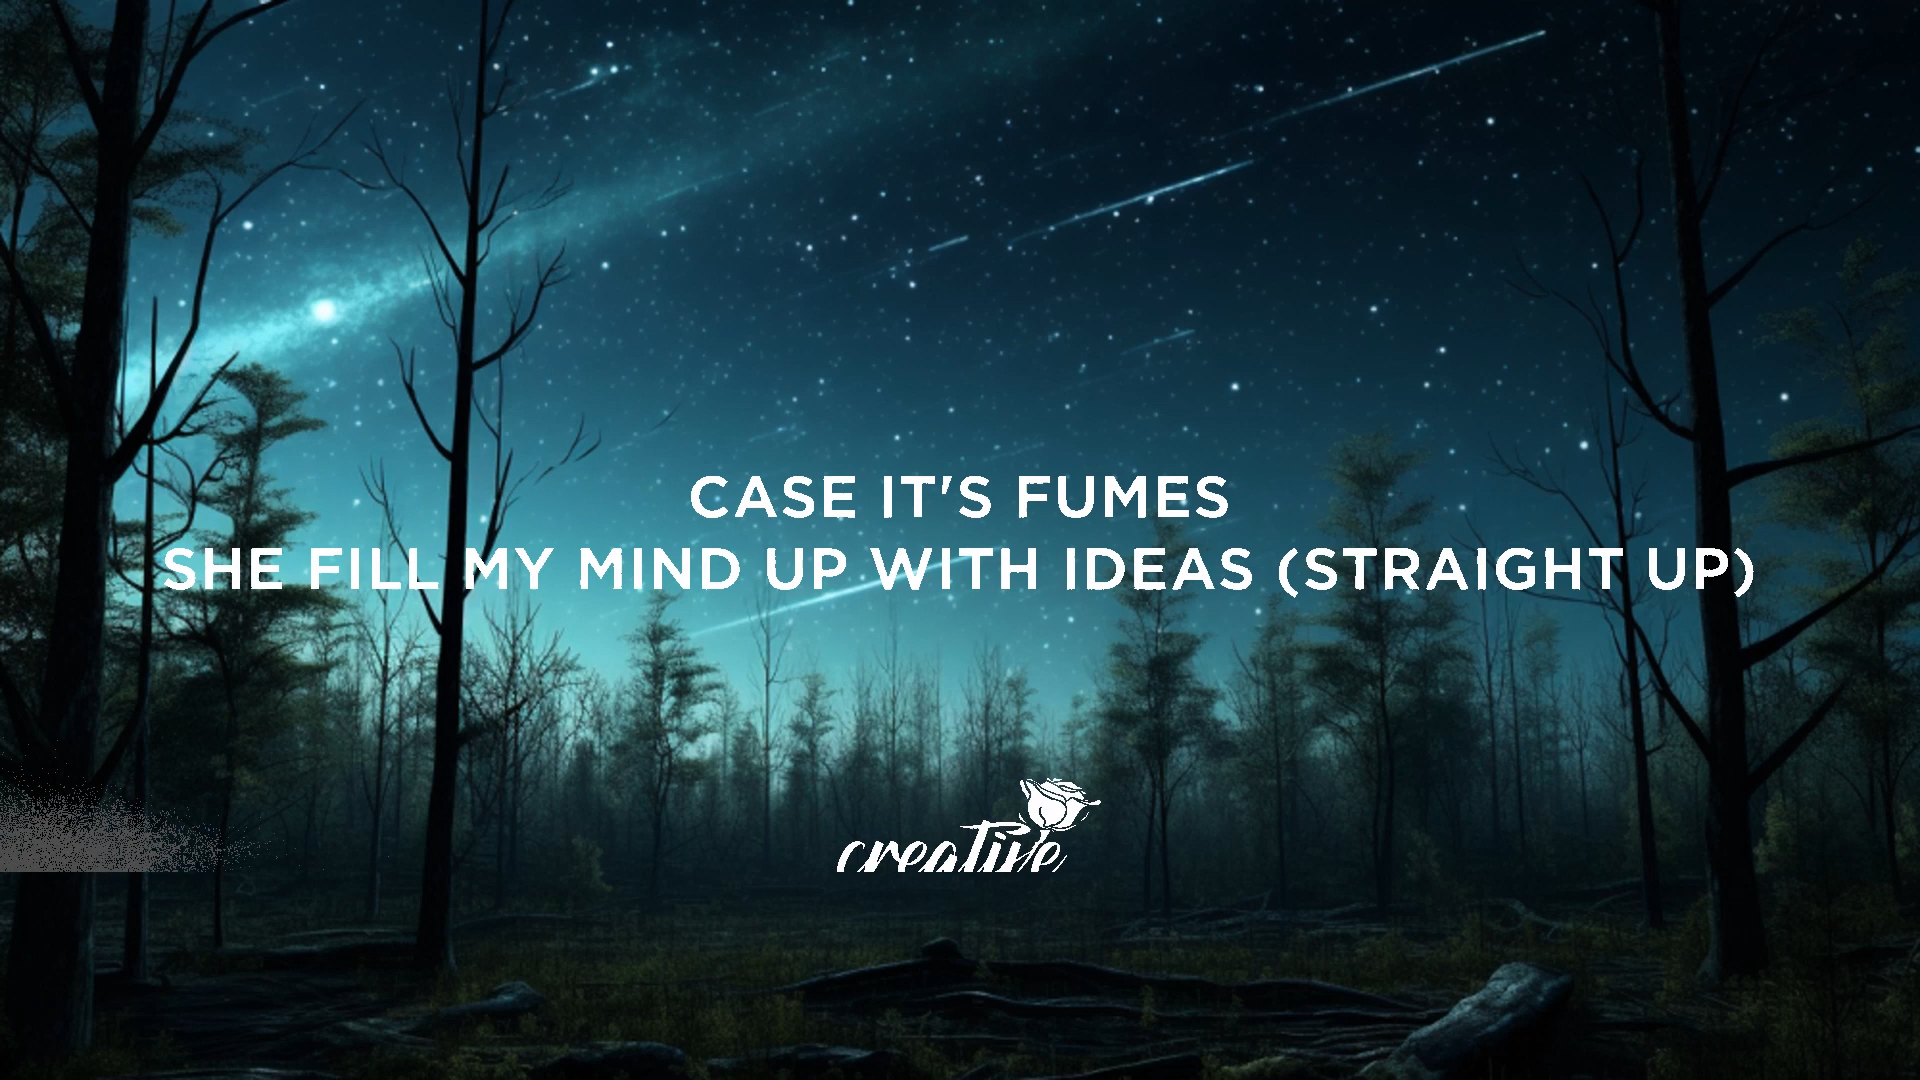 CASE IT'S FUMES
SHE FILL MY MIND UP WITH IDEAS (STRAIGHT UP)
creative